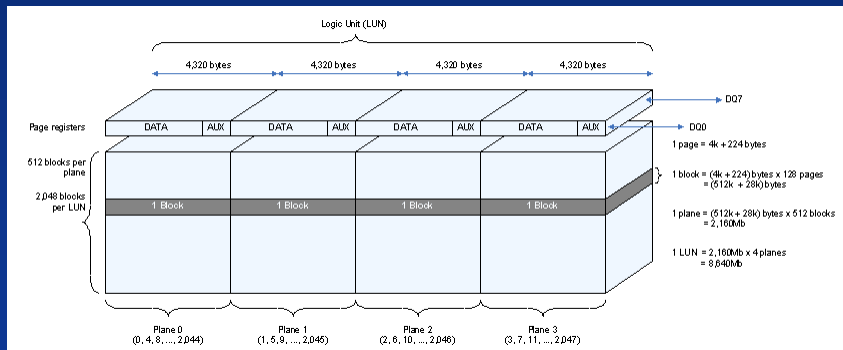 Logic Unit (LUN)
4,320 bytes
4,320 bytes
4,320 bytes
4,320 bytes
DQ7
Page registers
DATA
AUX
DATA
AUX
DATA
AUX
DATA
AUX
DQ0
1 page = 4k + 224 bytes
512 blocks per
plane
2,048 blocks
per LUN
1 Block
1 Block
1 Block
1 Block
1 block = (4k + 224) bytes x 128 pages
= (512k + 28k) bytes
1 plane = (512k + 28k) bytes x 512 blocks
= 2,160Mb
1 LUN = 2,160Mb x 4 planes
= 8,640Mb
Plane 0
(0, 4, 8, ..., 2,044)
Plane 1
(1, 5, 9, ..., 2,045)
Plane 2
(2, 6, 10, ..., 2,046)
Plane 3
(3, 7, 11, ..., 2,047)